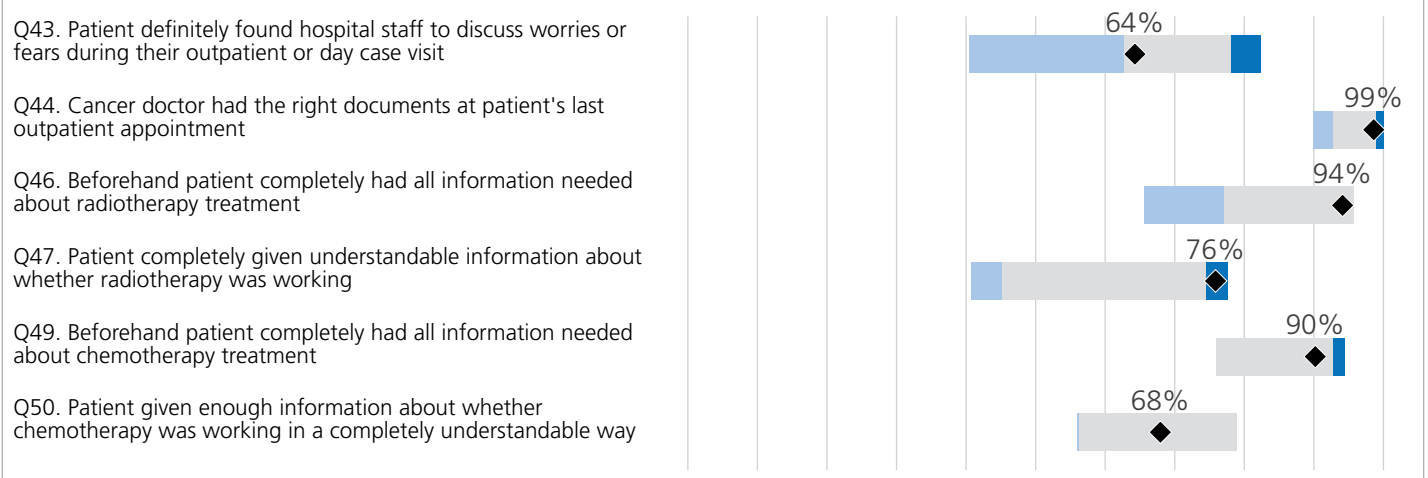 Q43. Patient definitely found hospital staff to discuss worries or
fears during their outpatient or day case visit
64%
Q44. Cancer doctor had the right documents at patient's last
outpatient appointment
99%
Q46. Beforehand patient completely had all information needed
about radiotherapy treatment
94%
Q47. Patient completely given understandable information about
whether radiotherapy was working
76%
Q49. Beforehand patient completely had all information needed
about chemotherapy treatment
90%
Q50. Patient given enough information about whether
chemotherapy was working in a completely understandable way
68%